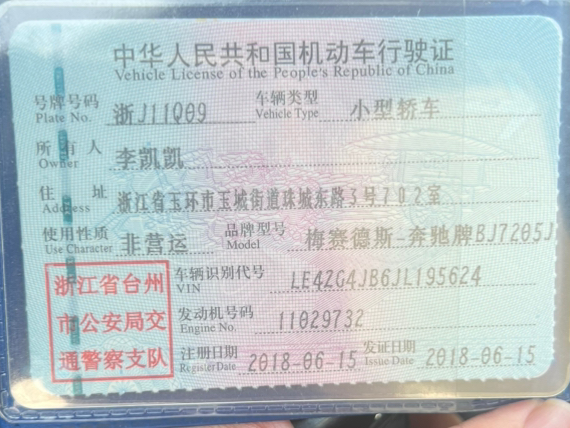 中华人民共和国机动车行驶证
Vehicle License of the People's Republic of China
号牌号码 浙J11Q09 车辆类型 小型轿车
Plate No. Vehicle Type
所有人 李凯凯
Owner
住址 浙江省玉环市玉城街道珠城东路3号702室
Address
使用性质 非营运 品牌型号 梅赛德斯-奔驰牌BJ7205J
Use Character Model
浙江省台州
市公安局交
通警察支队
车辆识别代号 LE42G4JB6JL195624
VIN
发动机号码 11029732
Engine No.
注册日期 2018-06-15 发证日期 2018-06-15
Register Date Issue Date